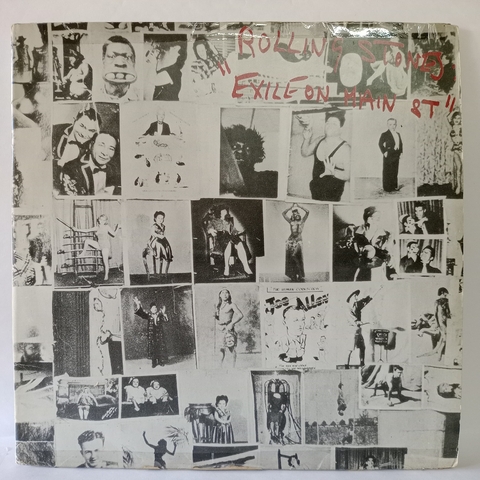 ROLLING STONES
"EXILE ON MAIN ST"
Joe Allen